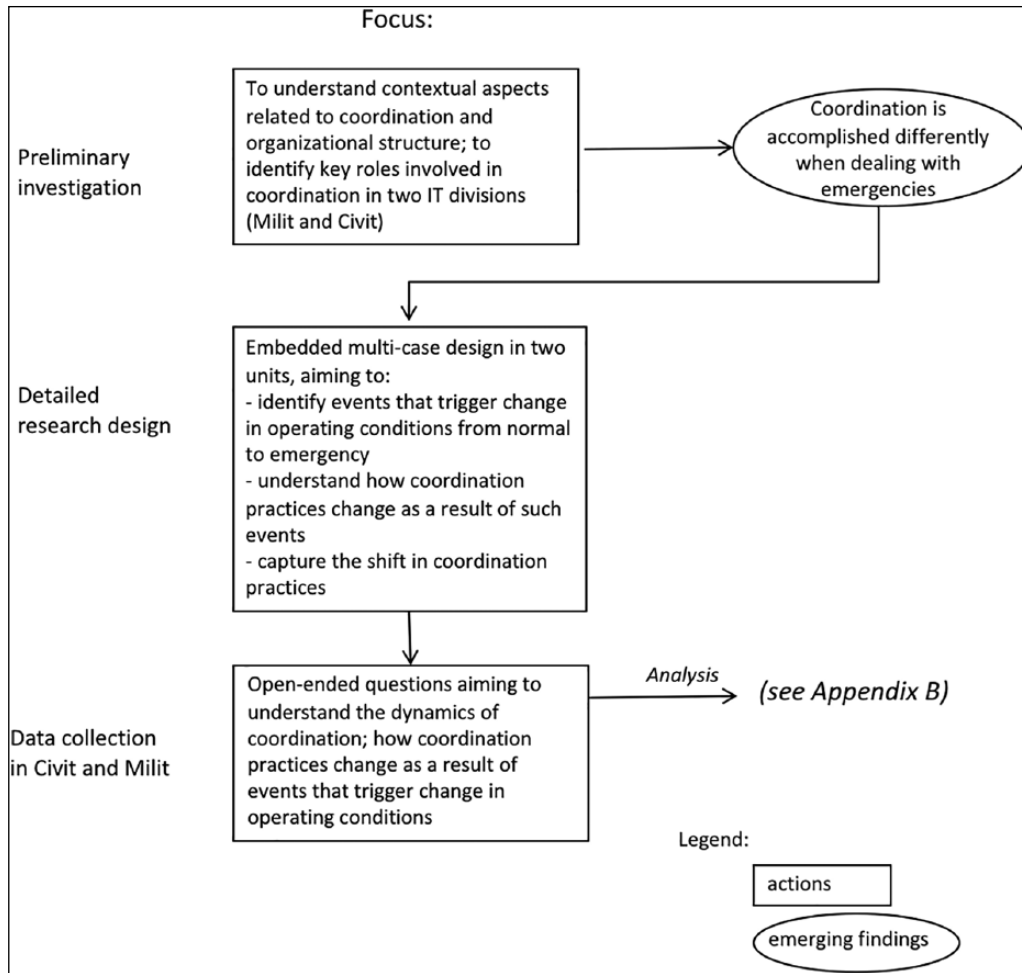 Focus:
Preliminary
investigation
To understand contextual aspects
related to coordination and
organizational structure; to
identify key roles involved in
coordination in two IT divisions
(Milit and Civit)
Coordination is
accomplished differently
when dealing with
emergencies
Detailed
research design
Embedded multi-case design in two
units, aiming to:
- identify events that trigger change
in operating conditions from normal
to emergency
- understand how coordination
practices change as a result of such
events
- capture the shift in coordination
practices
Data collection
in Civit and Milit
Open-ended questions aiming to
understand the dynamics of
coordination; how coordination
practices change as a result of
events that trigger change in
operating conditions
Analysis
(see Appendix B)
Legend:
actions
emerging findings